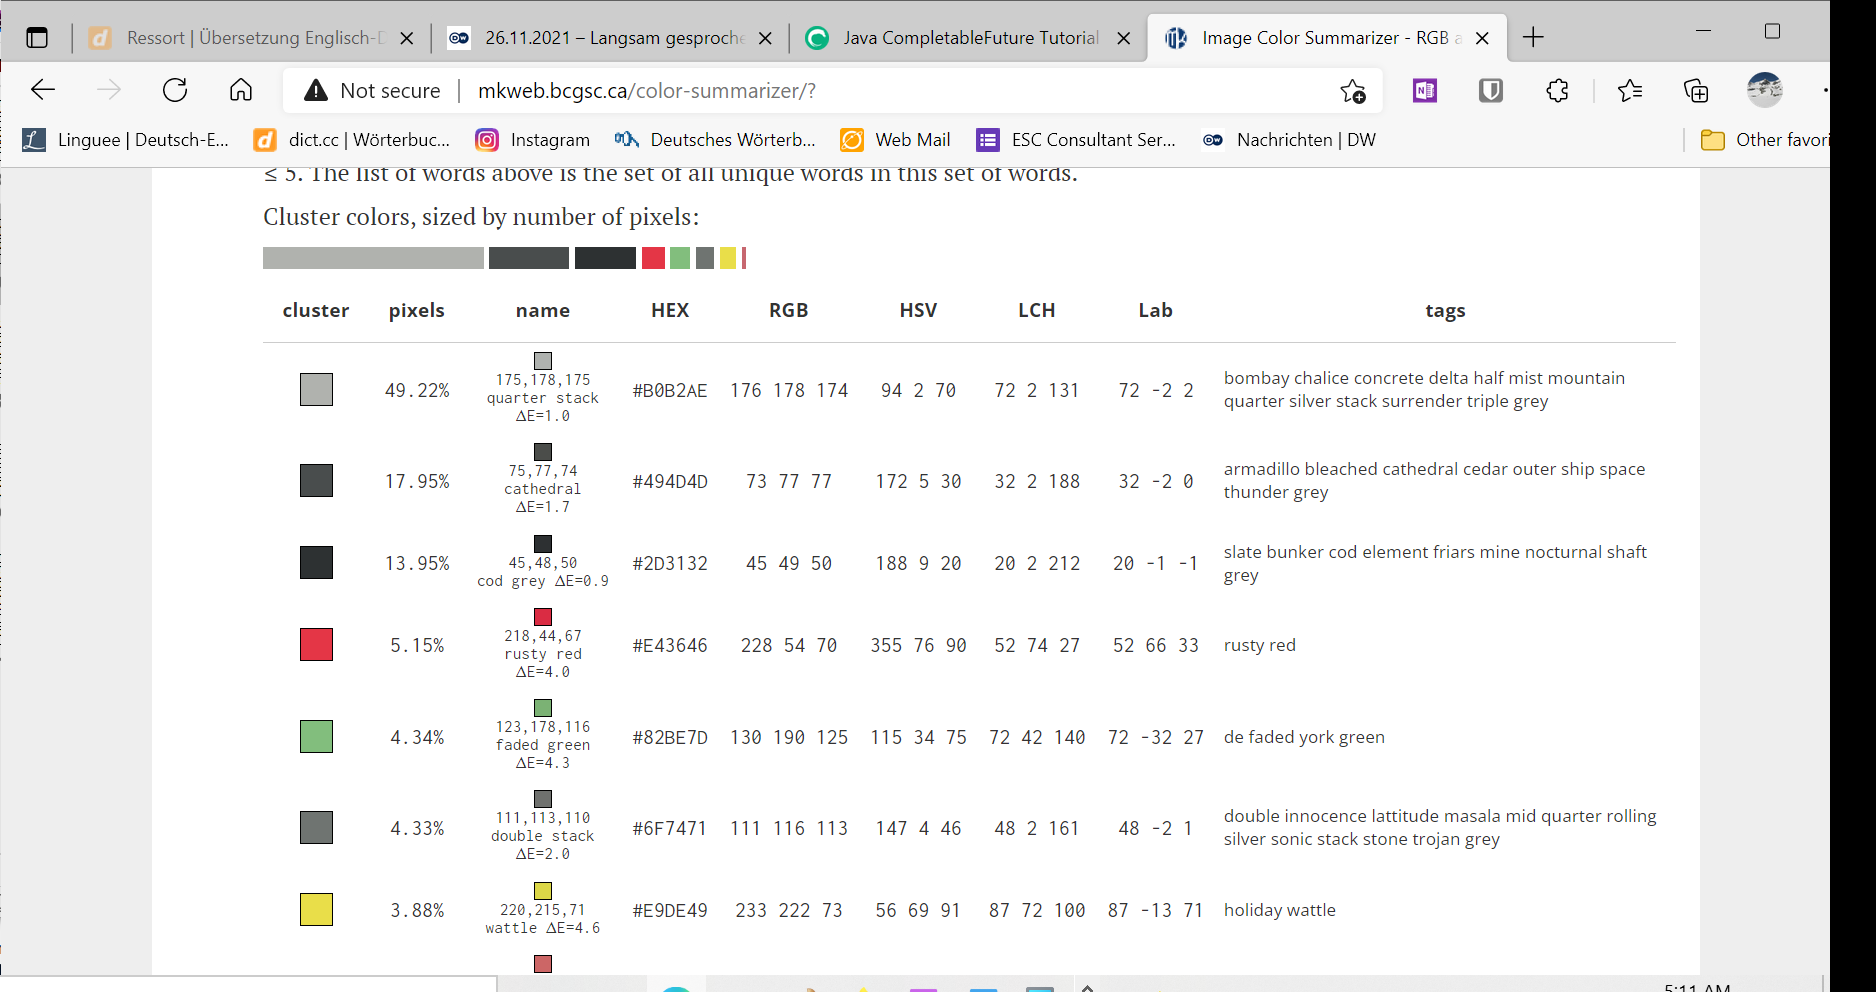 Ressort | Übersetzung Englisch-D
26.11.2021 – Langsam gesproche
Java CompletableFuture Tutorial
Image Color Summarizer - RGB a
Not secure
mkweb.bcgsc.ca/color-summarizer/?
Linguee | Deutsch-E...
dict.cc | Wörterbuc...
Instagram
Deutsches Wörterb...
Web Mail
ESC Consultant Ser...
Nachrichten | DW
Other favori
≤ 5. The list of words above is the set of all unique words in this set of words.
Cluster colors, sized by number of pixels:
cluster pixels name HEX RGB HSV LCH Lab tags
49.22%
175,178,175
quarter stack
ΔE=1.0
#B0B2AE 176 178 174 94 2 70 72 2 131 72 -2 2
bombay chalice concrete delta half mist mountain
quarter silver stack surrender triple grey
17.95%
75,77,74
cathedral
ΔE=1.7
#494D4D 73 77 77 172 5 30 32 2 188 32 -2 0
armadillo bleached cathedral cedar outer ship space
thunder grey
13.95%
45,48,50
cod grey ΔE=0.9
#2D3132 45 49 50 188 9 20 20 2 212 20 -1 -1
slate bunker cod element friars mine nocturnal shaft
grey
5.15%
218,44,67
rusty red
ΔE=4.0
#E43646 228 54 70 355 76 90 52 74 27 52 66 33
rusty red
4.34%
123,178,116
faded green
ΔE=4.3
#82BE7D 130 190 125 115 34 75 72 42 140 72 -32 27
de faded york green
4.33%
111,113,110
double stack
ΔE=2.0
#6F7471 111 116 113 147 4 46 48 2 161 48 -2 1
double innocence lattitude masala mid quarter rolling
silver sonic stack stone trojan grey
3.88%
220,215,71
wattle ΔE=4.6
#E9DE49 233 222 73 56 69 91 87 72 100 87 -13 71
holiday wattle
5:11 AM